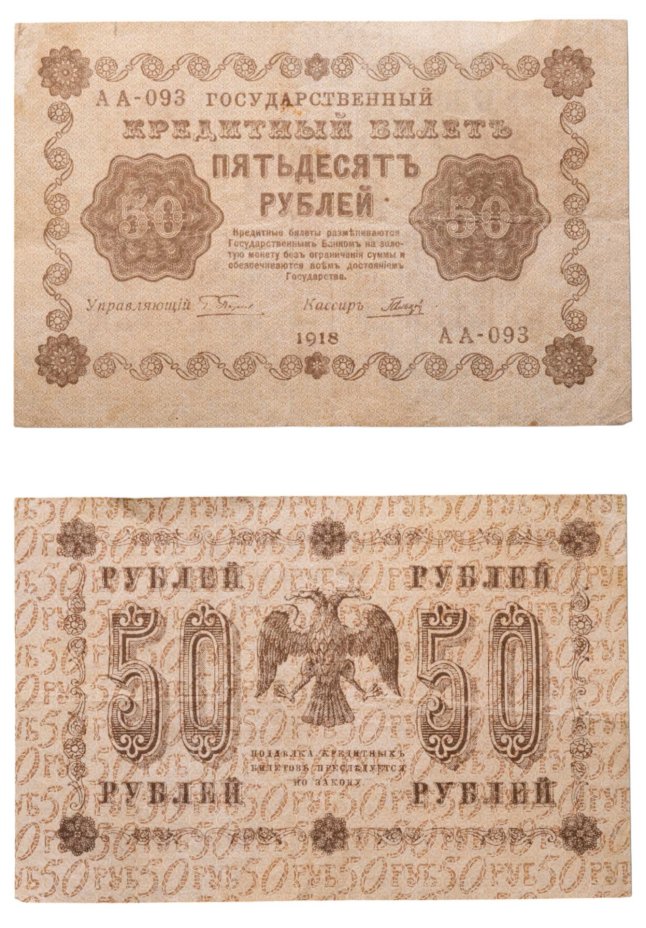 АА-093 ГОСУДАРСТВЕННЫЙ
КРЕДИТНЫЙ БИЛЕТЪ
ПЯТЬДЕСЯТЪ
РУБЛЕЙ
50 50
Кредитные билеты размѣниваются
Государственнымъ Банкомъ на золо-
тую монету безъ ограниченія суммы и
обезпечиваются всѣмъ достояніемъ
Государства.
Управляющій Кассиръ
1918 АА-093
РУБЛЕЙ РУБЛЕЙ
50 50
ПОДДѢЛКА КРЕДИТНЫХЪ
БИЛЕТОВЪ ПРЕСЛѢДУЕТСЯ
ПО ЗАКОНУ
РУБЛЕЙ РУБЛЕЙ